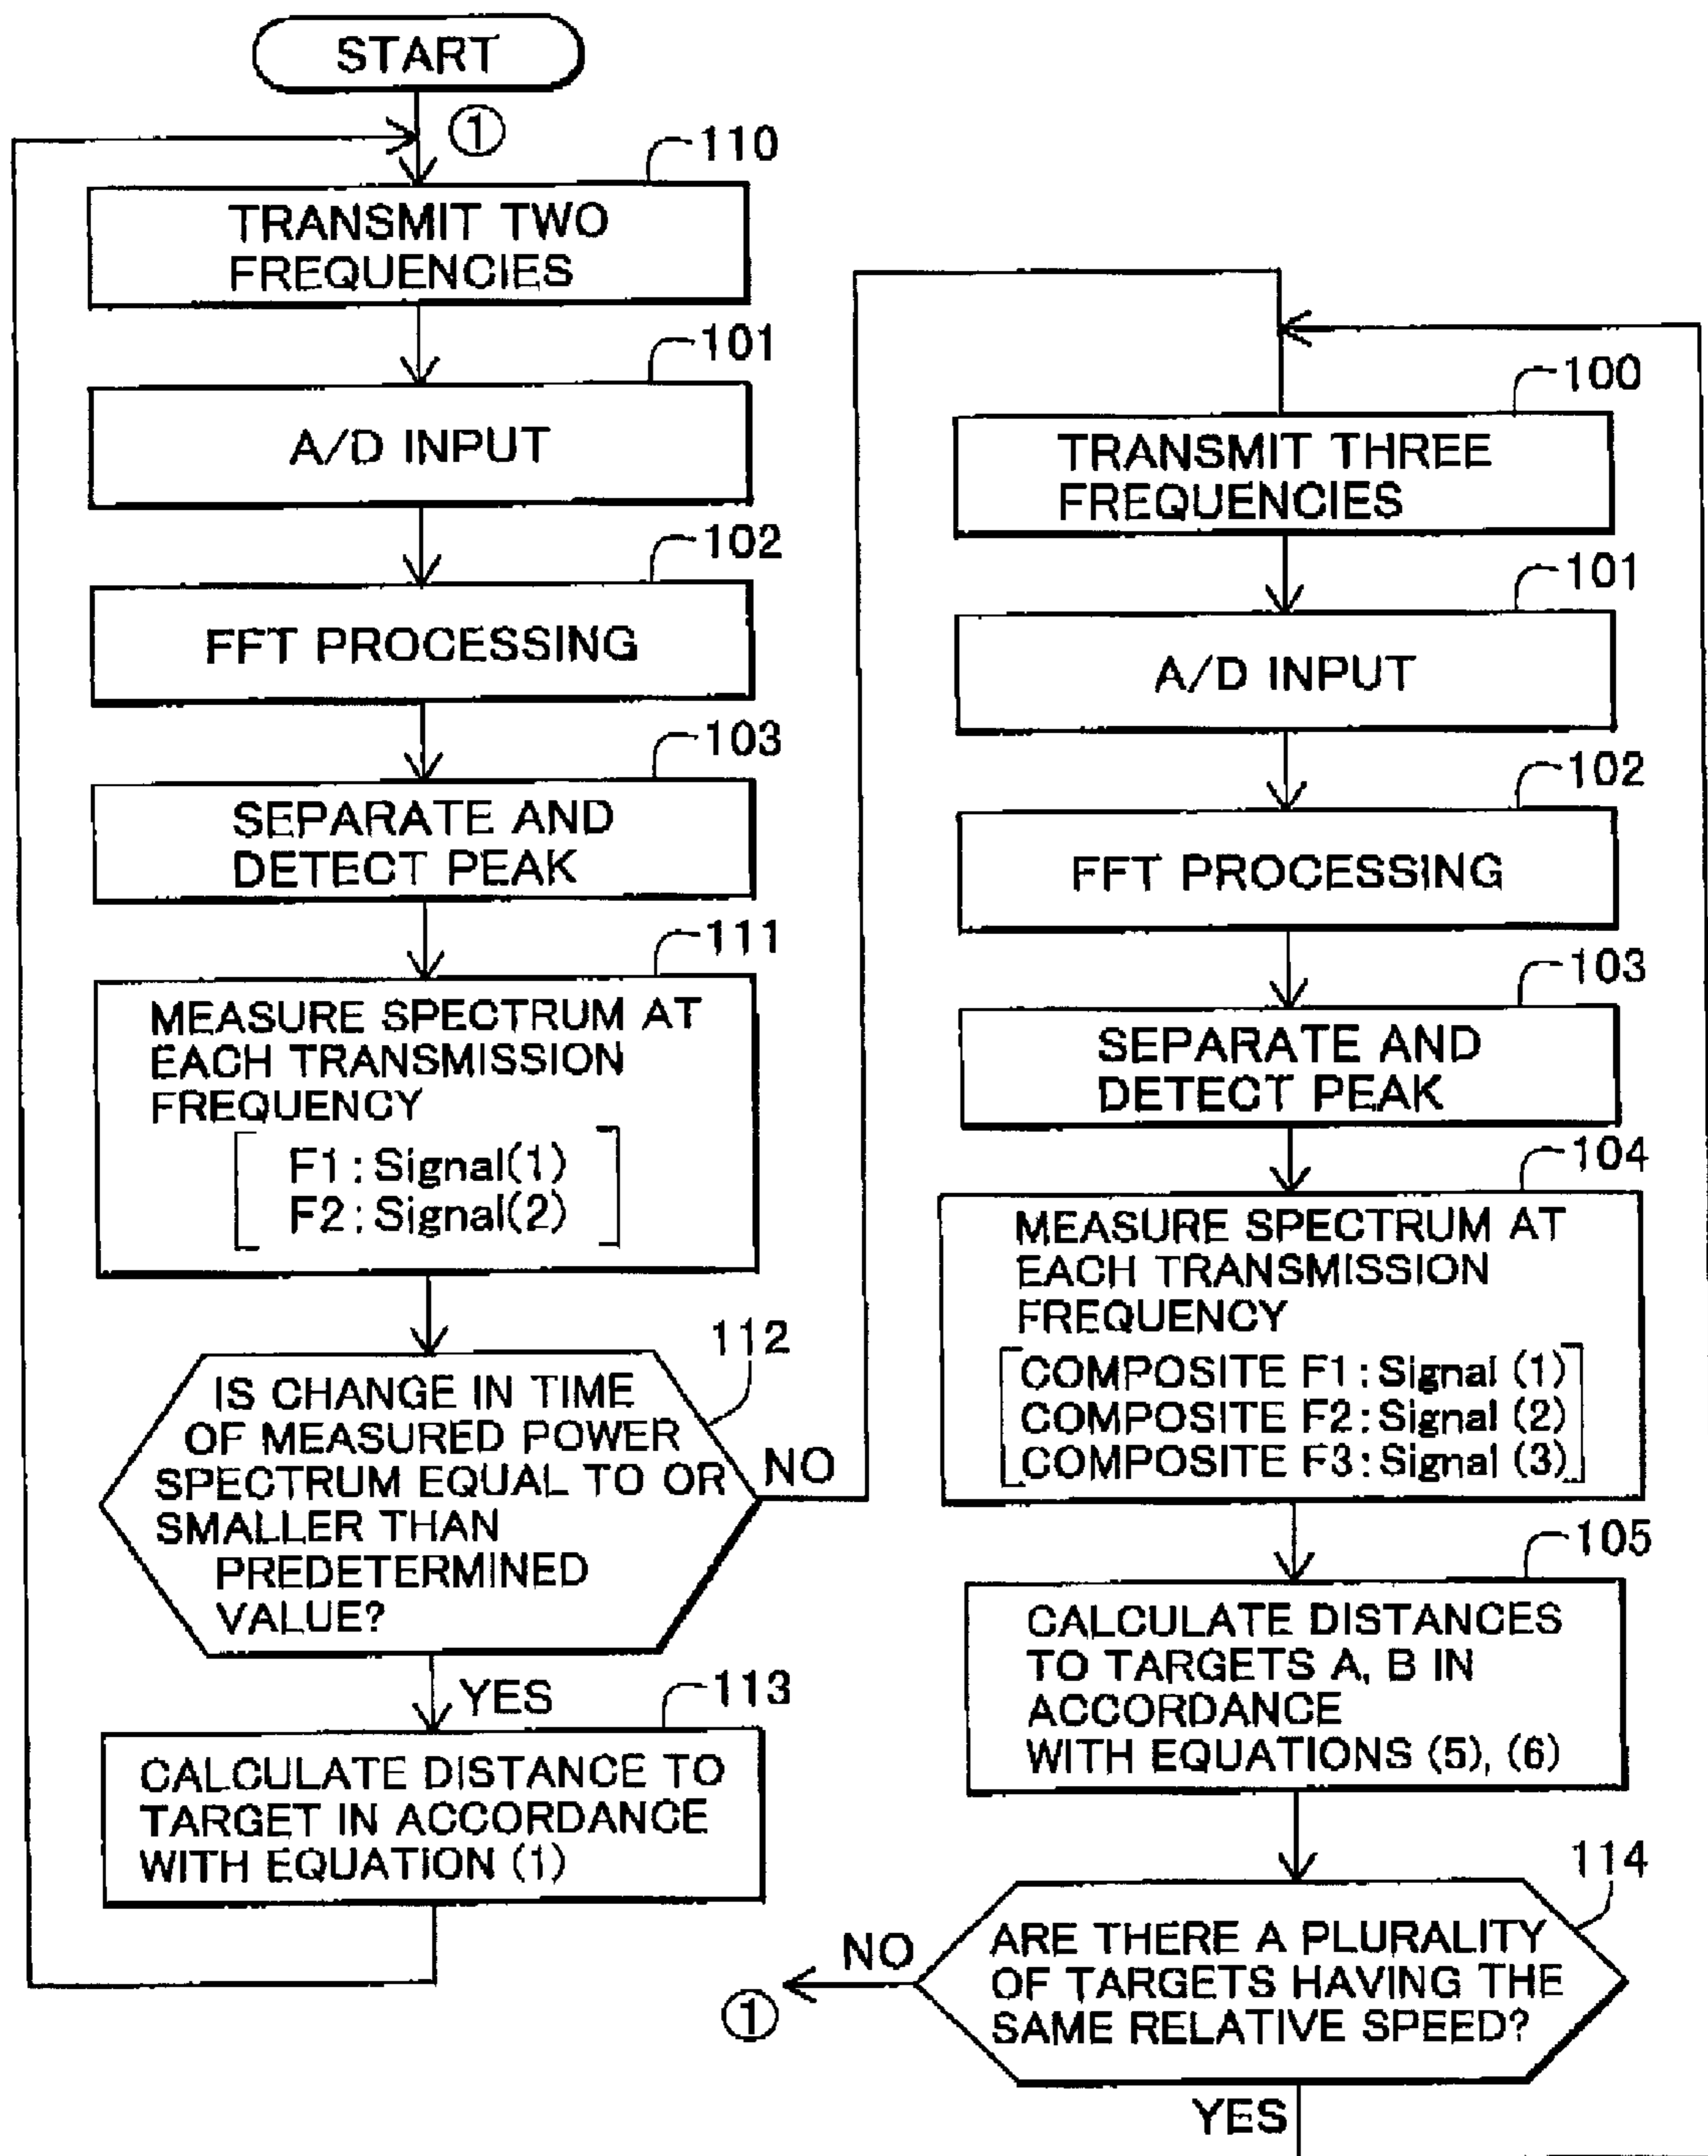 START
①
110
TRANSMIT TWO
FREQUENCIES
101
A/D INPUT
102
FFT PROCESSING
103
SEPARATE AND
DETECT PEAK
111
MEASURE SPECTRUM AT
EACH TRANSMISSION
FREQUENCY
F1:Signal(1)
F2:Signal(2)
112
IS CHANGE IN TIME
OF MEASURED POWER
SPECTRUM EQUAL TO OR
SMALLER THAN
PREDETERMINED
VALUE?
NO
YES
113
CALCULATE DISTANCE TO
TARGET IN ACCORDANCE
WITH EQUATION (1)
100
TRANSMIT THREE
FREQUENCIES
101
A/D INPUT
102
FFT PROCESSING
103
SEPARATE AND
DETECT PEAK
104
MEASURE SPECTRUM AT
EACH TRANSMISSION
FREQUENCY
COMPOSITE F1:Signal (1)
COMPOSITE F2:Signal (2)
COMPOSITE F3:Signal (3)
105
CALCULATE DISTANCES
TO TARGETS A, B IN
ACCORDANCE
WITH EQUATIONS (5), (6)
114
ARE THERE A PLURALITY
OF TARGETS HAVING THE
SAME RELATIVE SPEED?
NO
①
YES